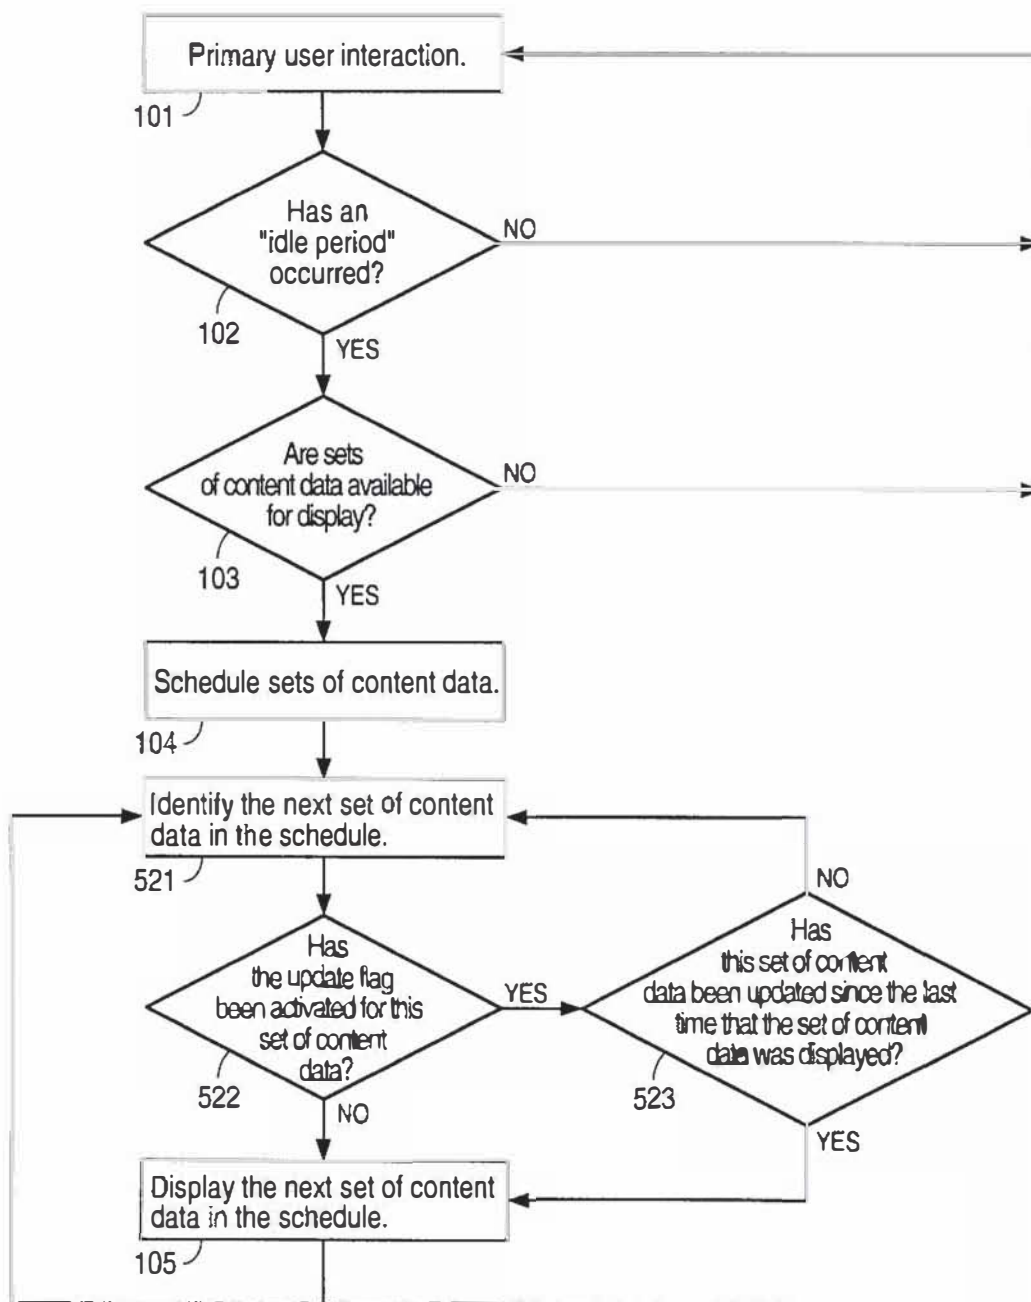 Primary user interaction.
101
Has an
"idle period"
occurred?
NO
102
YES
Are sets
of content data available
for display?
NO
103
YES
Schedule sets of content data.
104
Identify the next set of content
data in the schedule.
521
NO
Has
the update flag
been activated for this
set of content
data?
YES
Has
this set of content
data been updated since the last
time that the set of content
data was displayed?
522
523
NO
YES
Display the next set of content
data in the schedule.
105